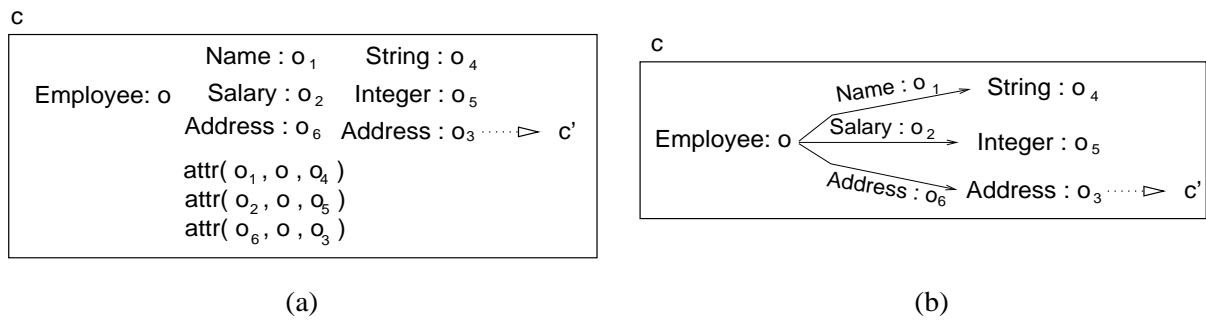 c
Name : o₁ String : o₄
Employee: o Salary : o₂ Integer : o₅
Address : o₆ Address : o₃ c'
attr( o₁ , o , o₄ )
attr( o₂ , o , o₅ )
attr( o₆ , o , o₃ )
(a)
c
Name : o₁ String : o₄
Employee: o Salary : o₂ Integer : o₅
Address : o₆ Address : o₃ c'
(b)